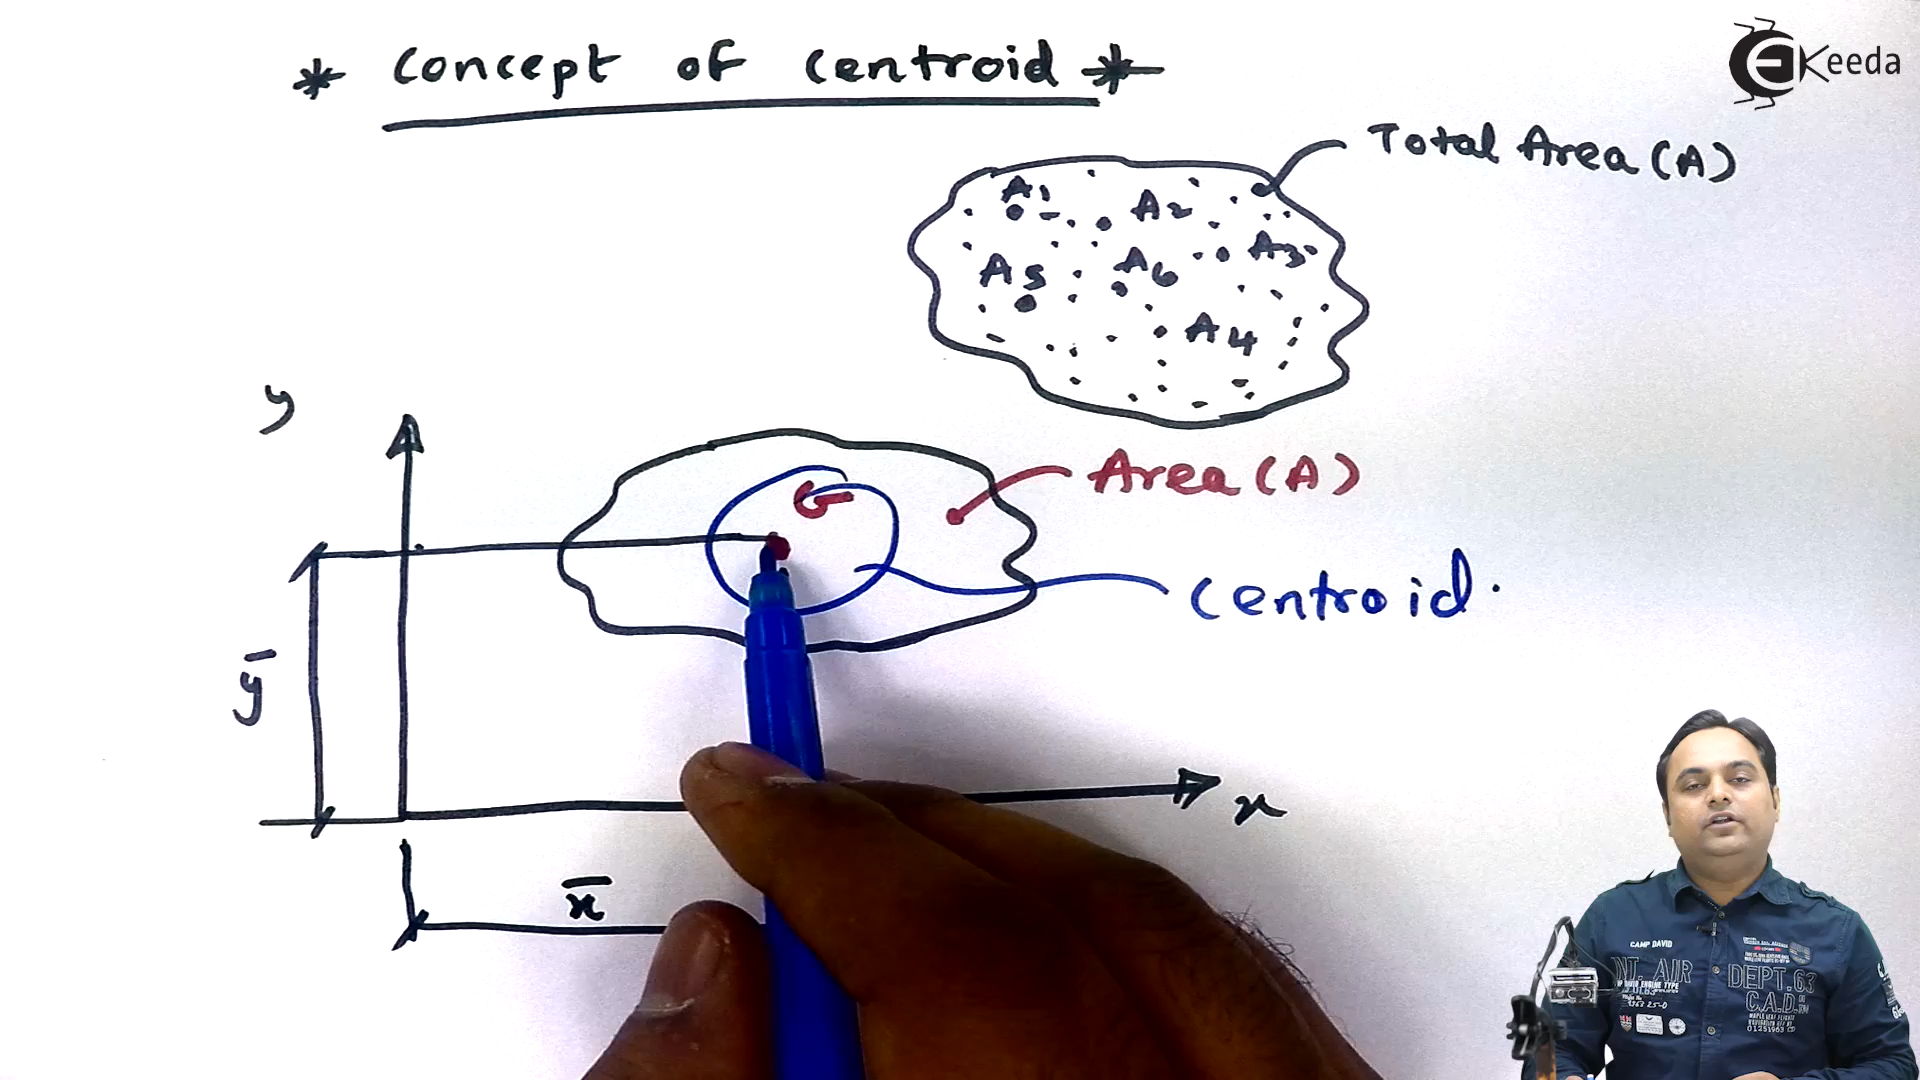 * Concept of Centroid *
EKeeda
Total Area (A)
A1
A2
A3
A5
A6
A4
y
G
Area (A)
Centroid.
ȳ
x
x̄
CAMP DAVID
NT. AIR
DEPT.63
C.A.D.